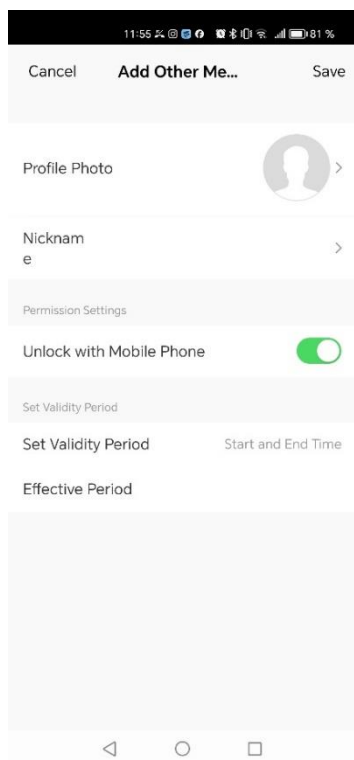 11:55 81 %
Cancel Add Other Me... Save
Profile Photo
Nicknam
e
Permission Settings
Unlock with Mobile Phone
Set Validity Period
Set Validity Period Start and End Time
Effective Period